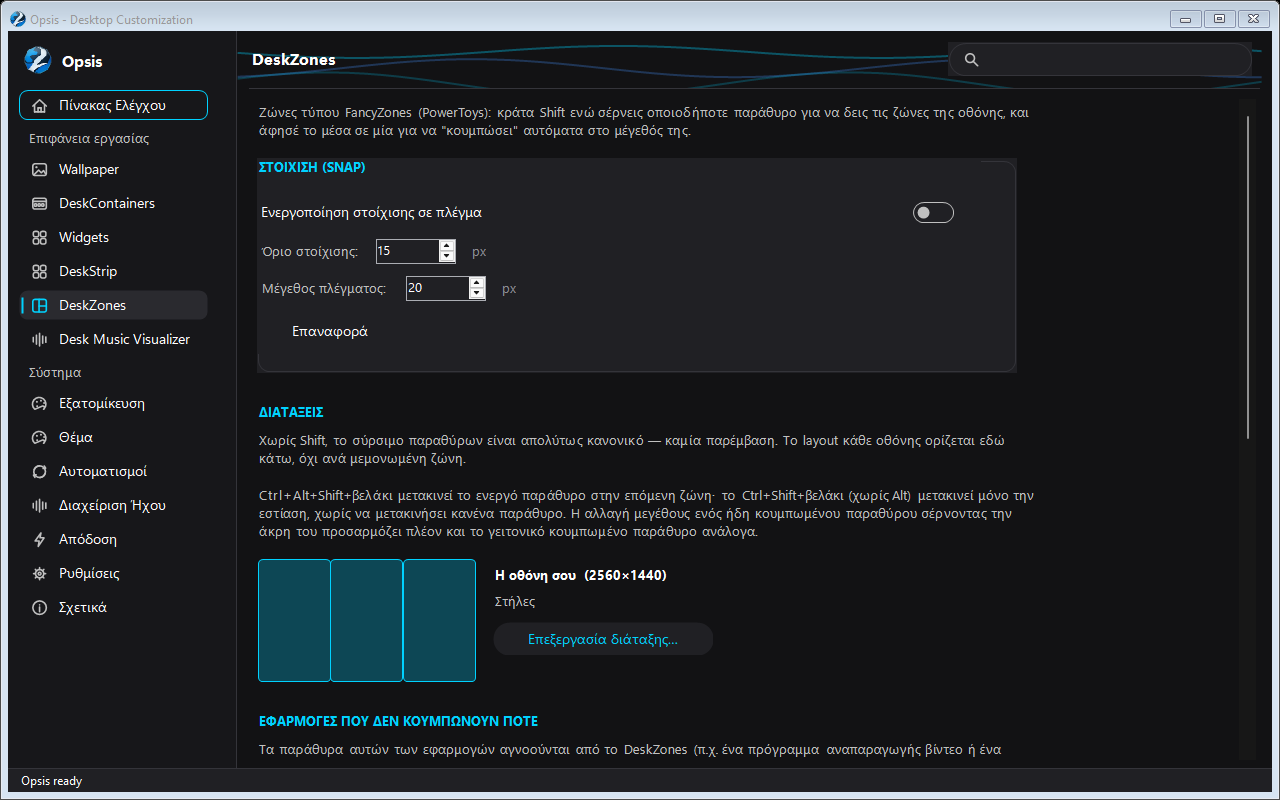 Opsis - Desktop Customization
Opsis
Πίνακας Ελέγχου
Επιφάνεια εργασίας
Wallpaper
DeskContainers
Widgets
DeskStrip
DeskZones
Desk Music Visualizer
Σύστημα
Εξατομίκευση
Θέμα
Αυτοματισμοί
Διαχείριση Ήχου
Απόδοση
Ρυθμίσεις
Σχετικά
DeskZones
Ζώνες τύπου FancyZones (PowerToys): κράτα Shift ενώ σέρνεις οποιοδήποτε παράθυρο για να δεις τις ζώνες της οθόνης, και
άφησέ το μέσα σε μία για να "κουμπώσει" αυτόματα στο μέγεθός της.
ΣΤΟΙΧΙΣΗ (SNAP)
Ενεργοποίηση στοίχισης σε πλέγμα
Όριο στοίχισης: 15 px
Μέγεθος πλέγματος: 20 px
Επαναφορά
ΔΙΑΤΑΞΕΙΣ
Χωρίς Shift, το σύρσιμο παραθύρων είναι απολύτως κανονικό — καμία παρέμβαση. Το layout κάθε οθόνης ορίζεται εδώ
κάτω, όχι ανά μεμονωμένη ζώνη.
Ctrl+Alt+Shift+βελάκι μετακινεί το ενεργό παράθυρο στην επόμενη ζώνη· το Ctrl+Shift+βελάκι (χωρίς Alt) μετακινεί μόνο την
εστίαση, χωρίς να μετακινήσει κανένα παράθυρο. Η αλλαγή μεγέθους ενός ήδη κουμπωμένου παραθύρου σέρνοντας την
άκρη του προσαρμόζει πλέον και το γειτονικό κουμπωμένο παράθυρο ανάλογα.
Η οθόνη σου (2560×1440)
Στήλες
Επεξεργασία διάταξης...
ΕΦΑΡΜΟΓΕΣ ΠΟΥ ΔΕΝ ΚΟΥΜΠΩΝΟΥΝ ΠΟΤΕ
Τα παράθυρα αυτών των εφαρμογών αγνοούνται από το DeskZones (π.χ. ένα πρόγραμμα αναπαραγωγής βίντεο ή ένα
Opsis ready